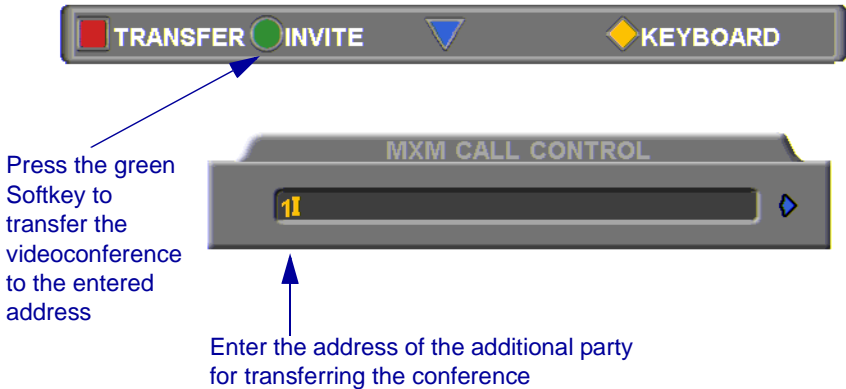 TRANSFER INVITE KEYBOARD
Press the green
Softkey to
transfer the
videoconference
to the entered
address
MXM CALL CONTROL
1
Enter the address of the additional party
for transferring the conference